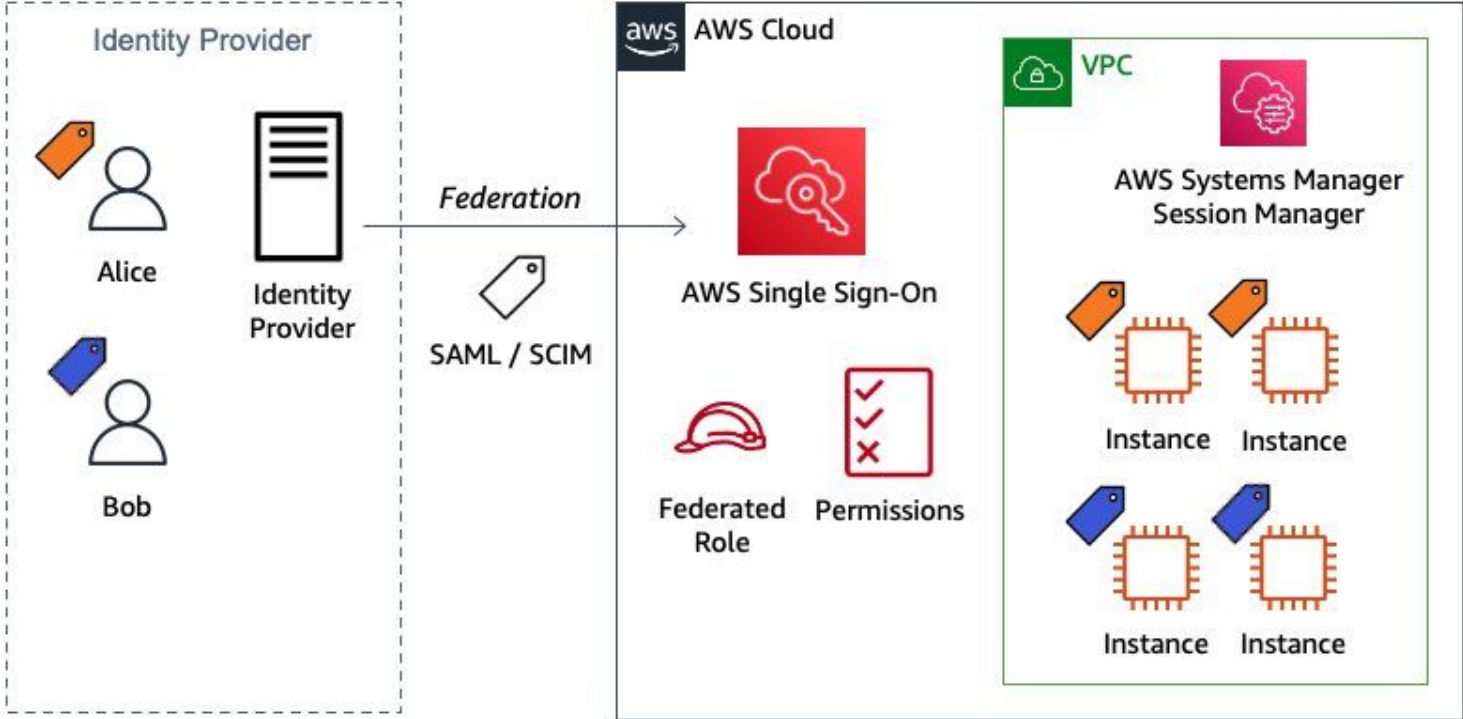 Identity Provider
Alice
Identity
Provider
Bob
Federation
SAML / SCIM
aws
AWS Cloud
AWS Single Sign-On
Federated
Role
Permissions
VPC
AWS Systems Manager
Session Manager
Instance
Instance
Instance
Instance